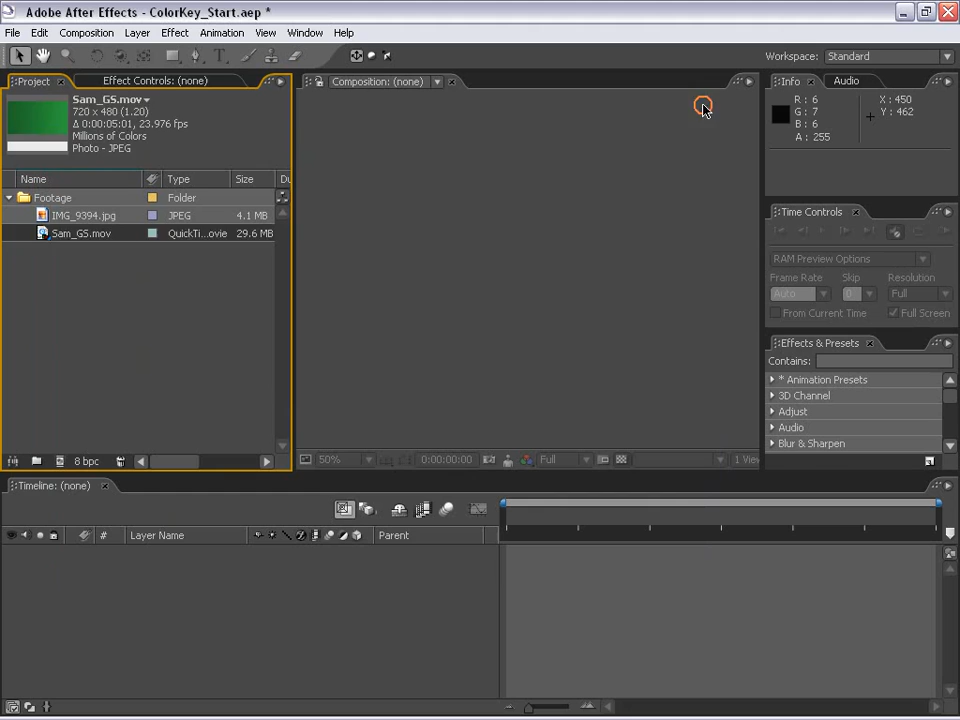 Adobe After Effects - ColorKey_Start.aep *
File Edit Composition Layer Effect Animation View Window Help
Workspace: Standard
Project Effect Controls: (none)
Composition: (none)
Info Audio
Sam_GS.mov
720 x 480 (1.20)
Δ 0:00:05:01, 23.976 fps
Millions of Colors
Photo - JPEG
R: 6
G: 7
B: 6
A: 255
X: 450
Y: 462
Name Type Size Du
Footage Folder
IMG_9394.jpg JPEG 4.1 MB
Sam_GS.mov QuickTi...ovie 29.6 MB
Time Controls
RAM Preview Options
Frame Rate Skip Resolution
Auto 0 Full
From Current Time Full Screen
Effects & Presets
Contains:
* Animation Presets
3D Channel
Adjust
Audio
Blur & Sharpen
8 bpc
50% 0:00:00:00 Full 1 Vie
Timeline: (none)
# Layer Name Parent